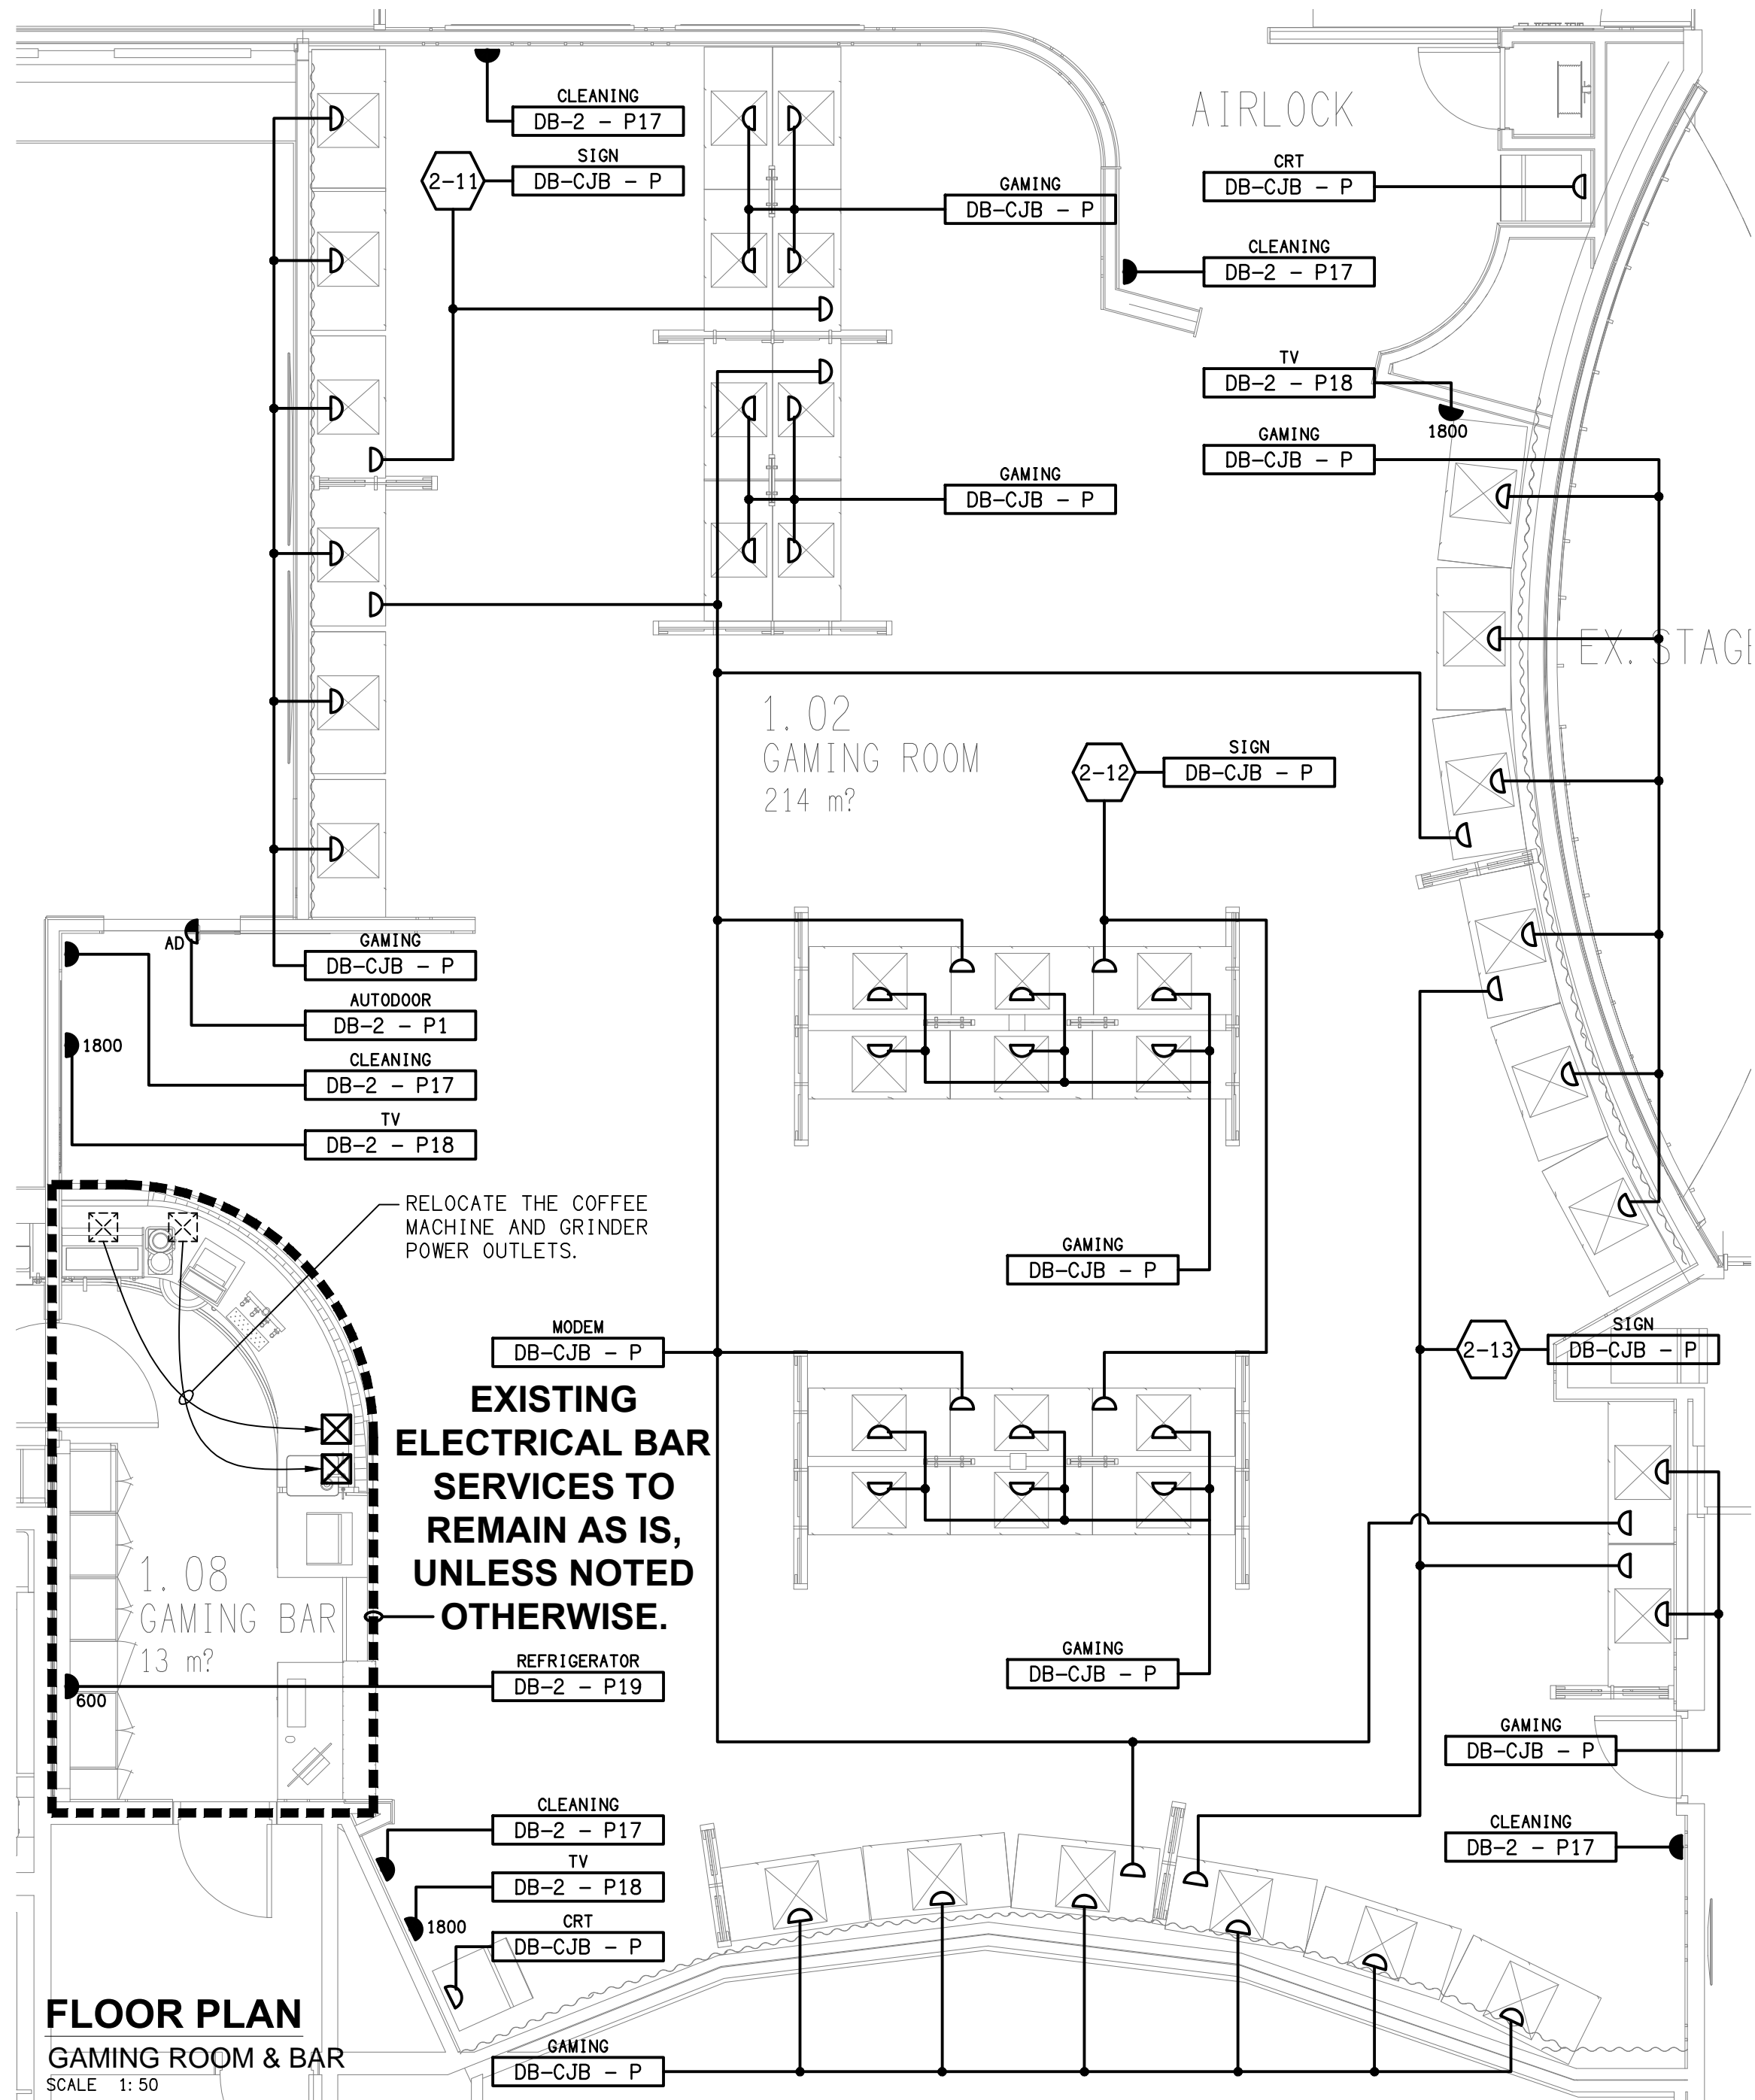 CLEANING
DB-2 - P17
SIGN
DB-CJB - P
2-11
GAMING
DB-CJB - P
AIRLOCK
CRT
DB-CJB - P
CLEANING
DB-2 - P17
TV
DB-2 - P18
1800
GAMING
DB-CJB - P
GAMING
DB-CJB - P
EX. STAGE
1.02
GAMING ROOM
214 m?
2-12
SIGN
DB-CJB - P
AD
GAMING
DB-CJB - P
AUTODOOR
DB-2 - P1
1800
CLEANING
DB-2 - P17
TV
DB-2 - P18
RELOCATE THE COFFEE
MACHINE AND GRINDER
POWER OUTLETS.
GAMING
DB-CJB - P
MODEM
DB-CJB - P
2-13
SIGN
DB-CJB - P
EXISTING
ELECTRICAL BAR
SERVICES TO
REMAIN AS IS,
UNLESS NOTED
OTHERWISE.
1.08
GAMING BAR
13 m?
600
REFRIGERATOR
DB-2 - P19
GAMING
DB-CJB - P
GAMING
DB-CJB - P
CLEANING
DB-2 - P17
CLEANING
DB-2 - P17
TV
DB-2 - P18
1800
CRT
DB-CJB - P
GAMING
DB-CJB - P
FLOOR PLAN
GAMING ROOM & BAR
SCALE 1:50